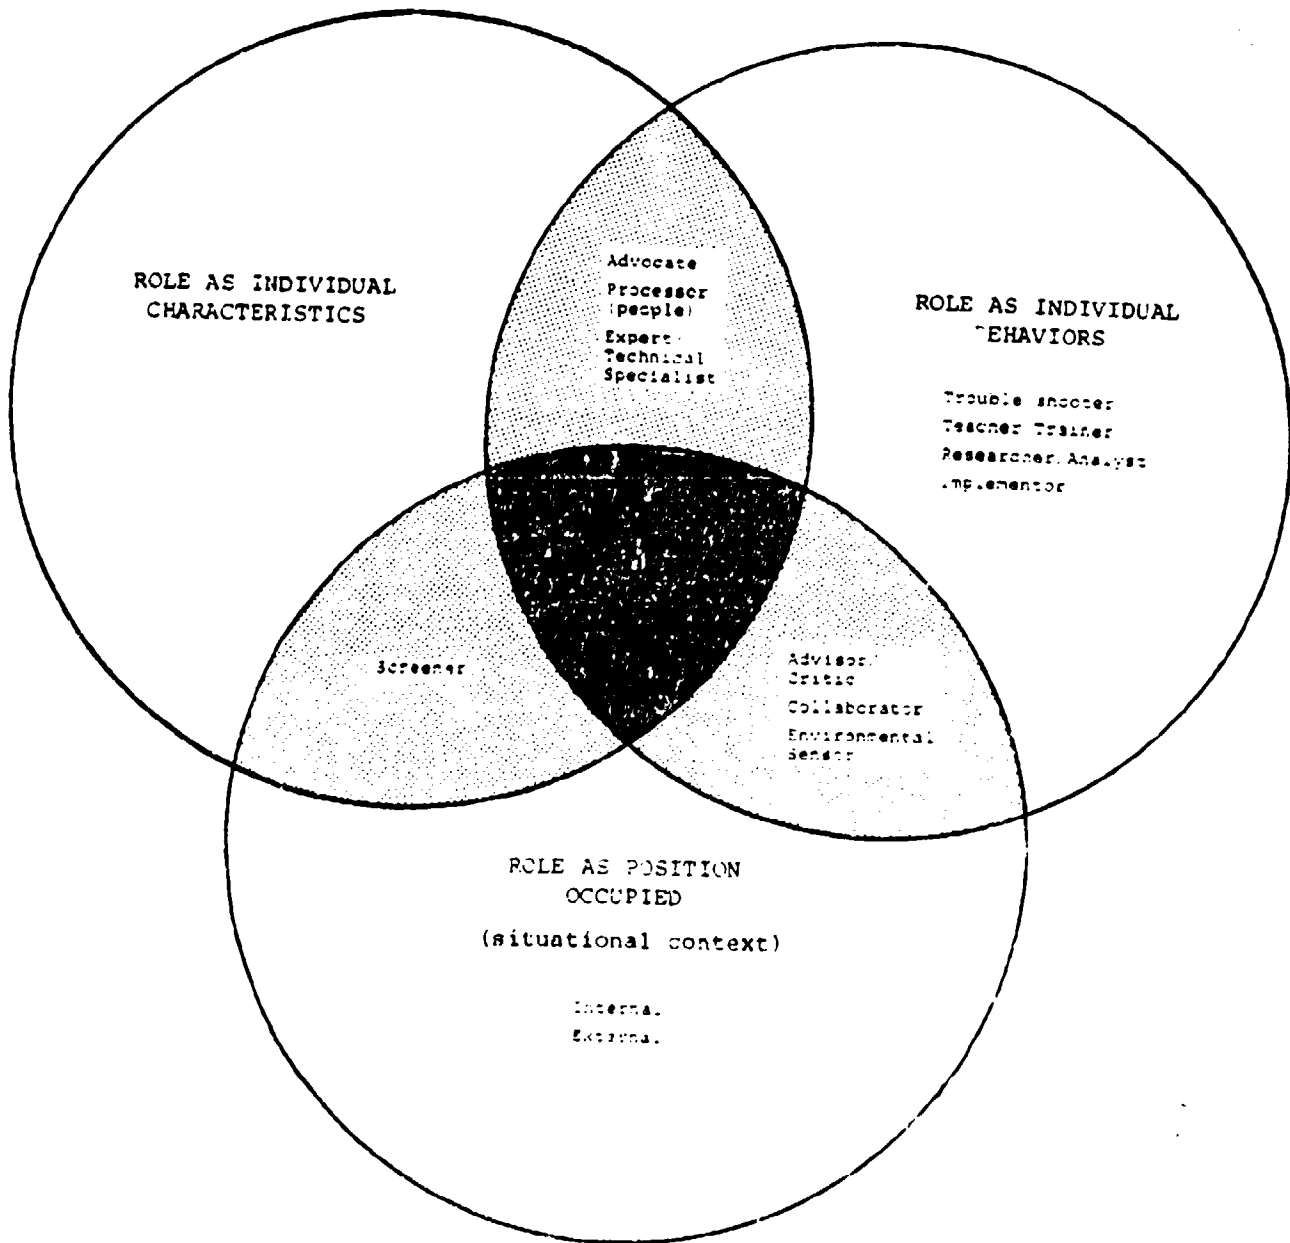 ROLE AS INDIVIDUAL
CHARACTERISTICS
Advocate
Processor
(people)
Expert
Technical
Specialist
ROLE AS INDIVIDUAL
EHAVIORS
Trouble shooter
Teacher Trainer
Researcher/Analyst
Implementor
Screener
Advisor/
Critic
Collaborator
Environmental
Sensor
ROLE AS POSITION
OCCUPIED
(situational context)
Internal
External